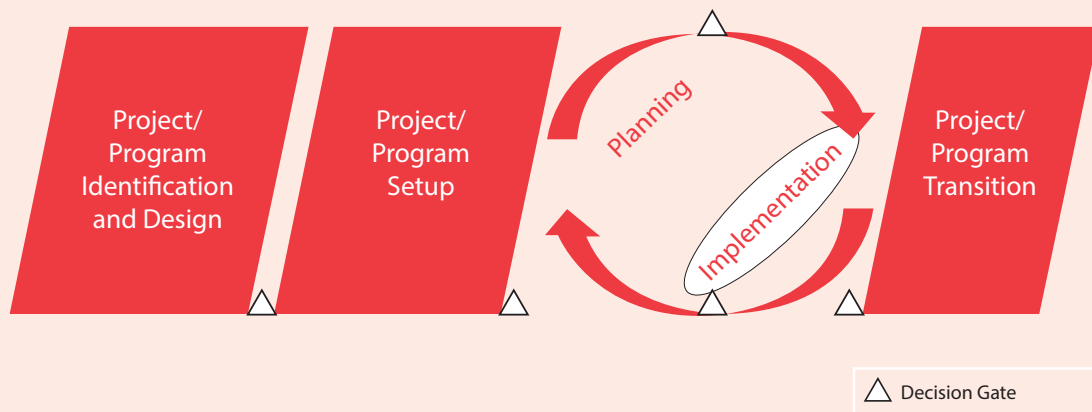 Project/
Program
Identification
and Design
Project/
Program
Setup
Planning
Implementation
Project/
Program
Transition
Decision Gate